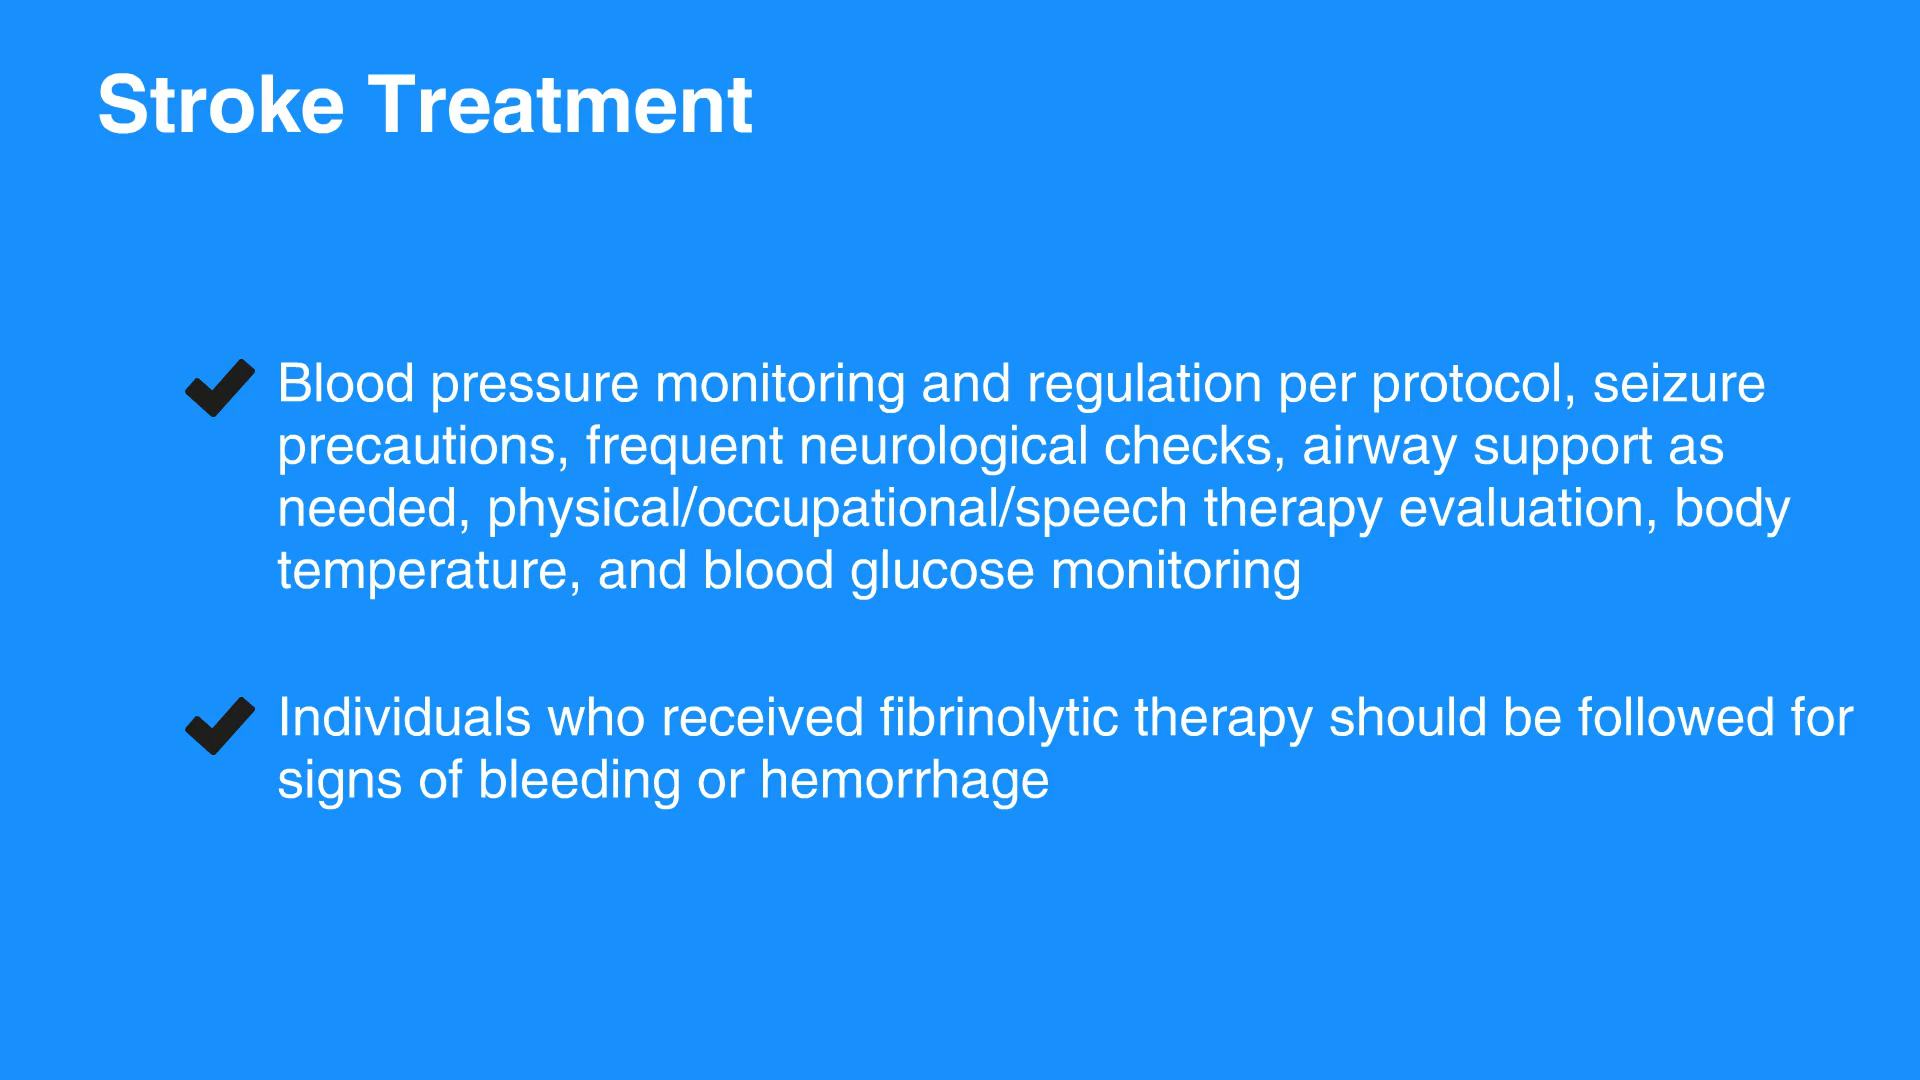 Stroke Treatment
Blood pressure monitoring and regulation per protocol, seizure
precautions, frequent neurological checks, airway support as
needed, physical/occupational/speech therapy evaluation, body
temperature, and blood glucose monitoring
Individuals who received fibrinolytic therapy should be followed for
signs of bleeding or hemorrhage